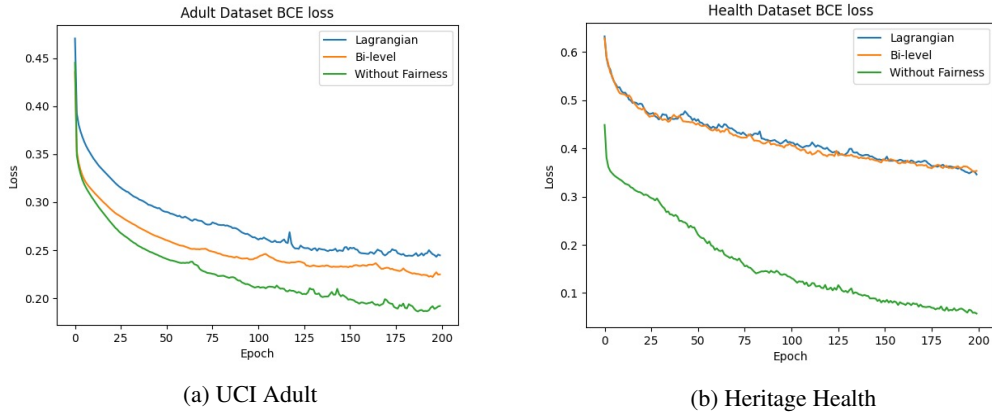 Adult Dataset BCE loss
Lagrangian
Bi-level
Without Fairness
0.45
0.40
0.35
0.30
0.25
0.20
Loss
0 25 50 75 100 125 150 175 200
Epoch
(a) UCI Adult
Health Dataset BCE loss
Lagrangian
Bi-level
Without Fairness
0.6
0.5
0.4
0.3
0.2
0.1
Loss
0 25 50 75 100 125 150 175 200
Epoch
(b) Heritage Health